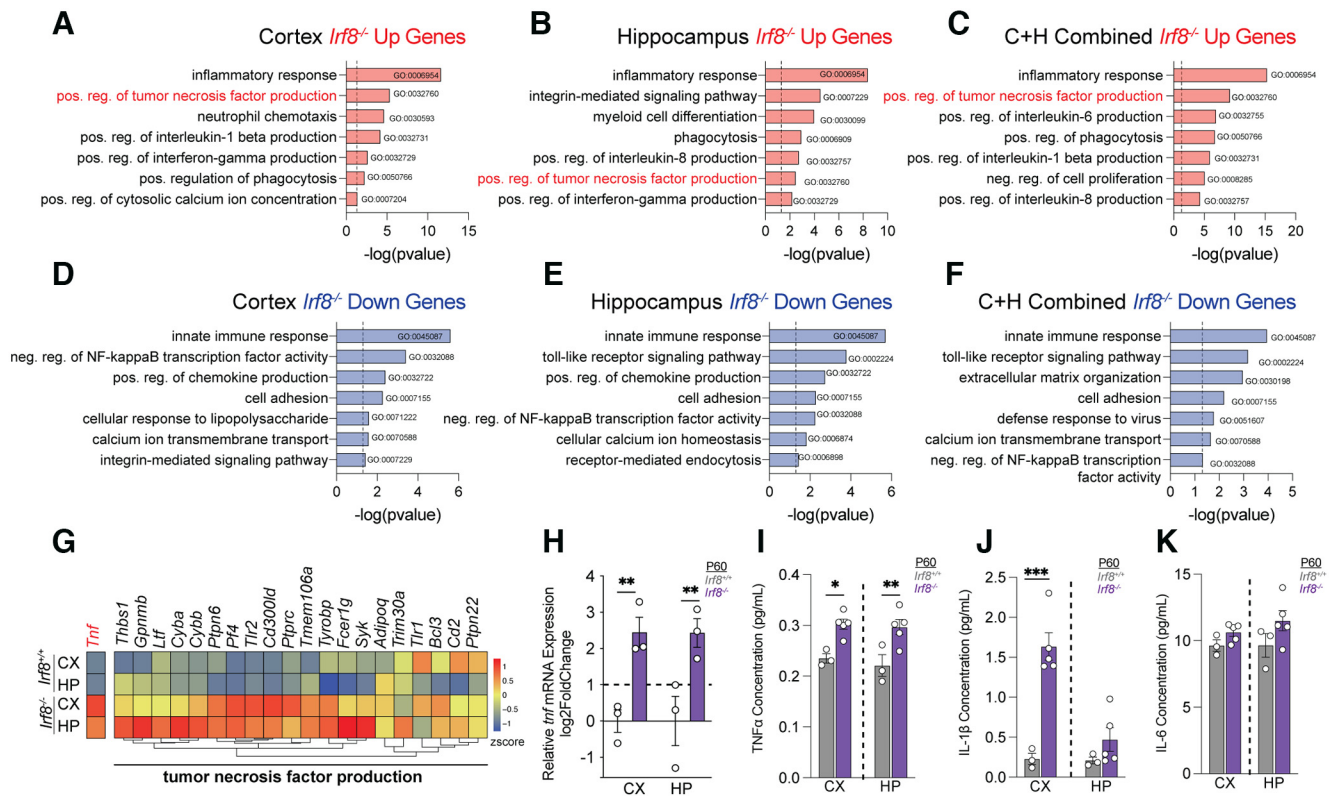 A
Cortex Irf8-/- Up Genes
inflammatory response
GO:0006954
pos. reg. of tumor necrosis factor production
GO:0032760
neutrophil chemotaxis
GO:0030593
pos. reg. of interleukin-1 beta production
GO:0032731
pos. reg. of interferon-gamma production
GO:0032729
pos. regulation of phagocytosis
GO:0050766
pos. reg. of cytosolic calcium ion concentration
GO:0007204
0 5 10 15
-log(pvalue)
B
Hippocampus Irf8-/- Up Genes
inflammatory response
GO:0006954
integrin-mediated signaling pathway
GO:0007229
myeloid cell differentiation
GO:0030099
phagocytosis
GO:0006909
pos. reg. of interleukin-8 production
GO:0032757
pos. reg. of tumor necrosis factor production
GO:0032760
pos. reg. of interferon-gamma production
GO:0032729
0 2 4 6 8 10
-log(pvalue)
C
C+H Combined Irf8-/- Up Genes
inflammatory response
GO:0006954
pos. reg. of tumor necrosis factor production
GO:0032760
pos. reg. of interleukin-6 production
GO:0032755
pos. reg. of phagocytosis
GO:0050766
pos. reg. of interleukin-1 beta production
GO:0032731
neg. reg. of cell proliferation
GO:0008285
pos. reg. of interleukin-8 production
GO:0032757
0 5 10 15 20
-log(pvalue)
D
Cortex Irf8-/- Down Genes
innate immune response
GO:0045087
neg. reg. of NF-kappaB transcription factor activity
GO:0032088
pos. reg. of chemokine production
GO:0032722
cell adhesion
GO:0007155
cellular response to lipopolysaccharide
GO:0071222
calcium ion transmembrane transport
GO:0070588
integrin-mediated signaling pathway
GO:0007229
0 2 4 6
-log(pvalue)
E
Hippocampus Irf8-/- Down Genes
innate immune response
GO:0045087
toll-like receptor signaling pathway
GO:0002224
pos. reg. of chemokine production
GO:0032722
cell adhesion
GO:0007155
neg. reg. of NF-kappaB transcription factor activity
GO:0032088
cellular calcium ion homeostasis
GO:0006874
receptor-mediated endocytosis
GO:0006898
0 2 4 6
-log(pvalue)
F
C+H Combined Irf8-/- Down Genes
innate immune response
GO:0045087
toll-like receptor signaling pathway
GO:0002224
extracellular matrix organization
GO:0030198
cell adhesion
GO:0007155
defense response to virus
GO:0051607
calcium ion transmembrane transport
GO:0070588
neg. reg. of NF-kappaB transcription
factor activity
GO:0032088
0 1 2 3 4 5
-log(pvalue)
G
Tnf Thbs1 Gpnmb Ltf Cyba Cybb Ptpn6 Pf4 Tlr2 Cd300ld Ptprc Tmem106a Tyrobp Fcer1g Syk Adipoq Trim30a Tlr1 Bcl3 Cd2 Ptpn22
Irf8+/+
CX
HP
Irf8-/-
CX
HP
1
0.5
0
-0.5
-1
zscore
tumor necrosis factor production
H
P60
Irf8+/+
Irf8-/-
Relative tnf mRNA Expression
log2FoldChange
4
3
2
1
0
-1
**
**
CX HP
I
P60
Irf8+/+
Irf8-/-
TNFα Concentration (pg/mL)
0.4
0.3
0.2
0.1
0.0
*
**
CX HP
J
P60
Irf8+/+
Irf8-/-
IL-1β Concentration (pg/mL)
2.5
2.0
1.5
1.0
0.5
0.0
***
CX HP
K
P60
Irf8+/+
Irf8-/-
IL-6 Concentration (pg/mL)
15
10
5
0
CX HP